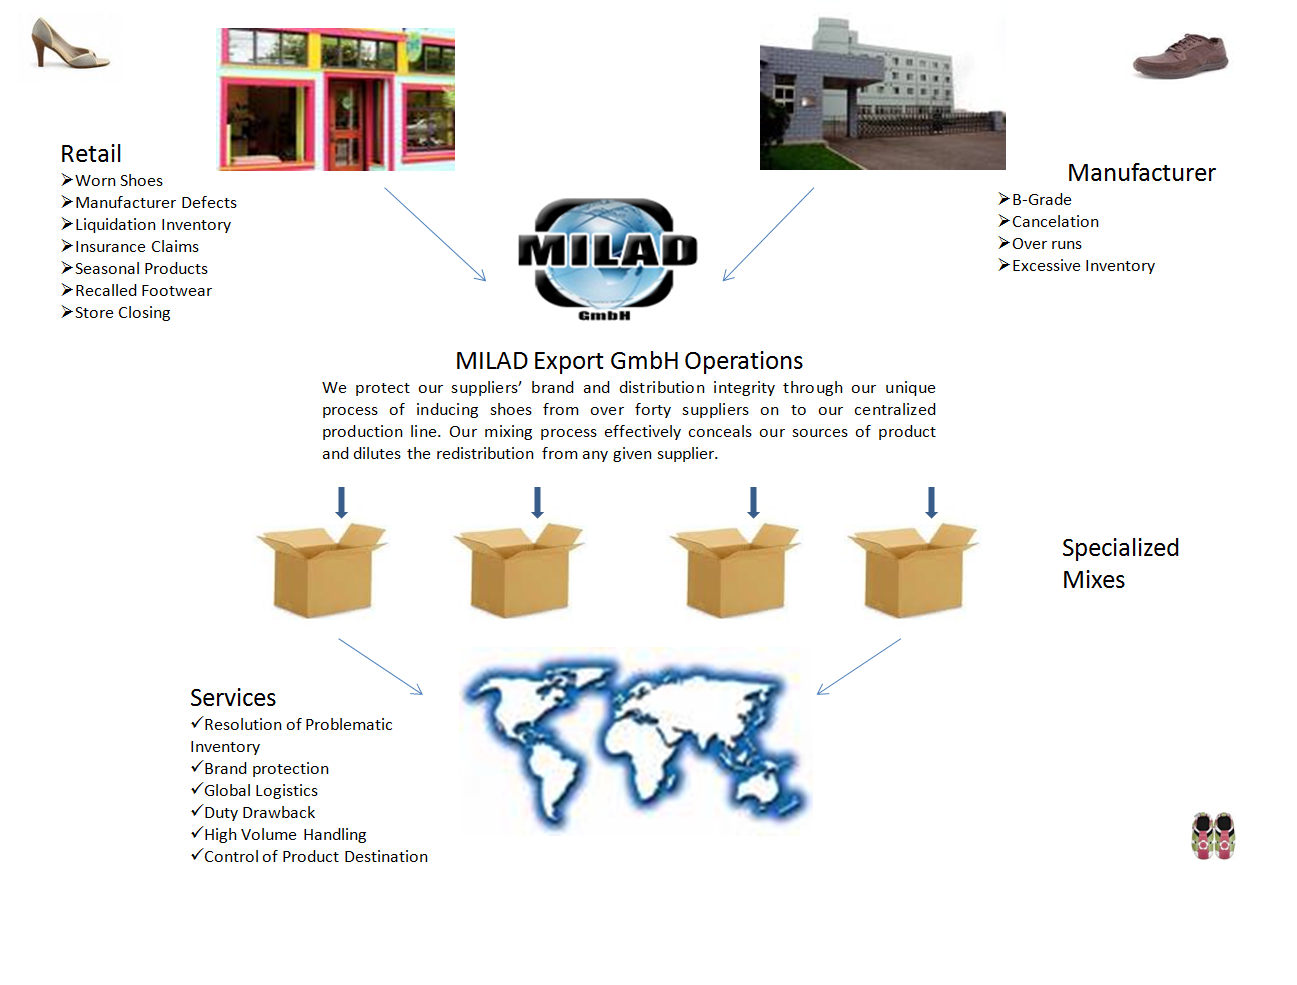 Retail
➢Worn Shoes
➢Manufacturer Defects
➢Liquidation Inventory
➢Insurance Claims
➢Seasonal Products
➢Recalled Footwear
➢Store Closing
Manufacturer
➢B-Grade
➢Cancelation
➢Over runs
➢Excessive Inventory
MILAD
GmbH
MILAD Export GmbH Operations
We protect our suppliers’ brand and distribution integrity through our unique
process of inducing shoes from over forty suppliers on to our centralized
production line. Our mixing process effectively conceals our sources of product
and dilutes the redistribution from any given supplier.
Specialized
Mixes
Services
✓Resolution of Problematic
Inventory
✓Brand protection
✓Global Logistics
✓Duty Drawback
✓High Volume Handling
✓Control of Product Destination